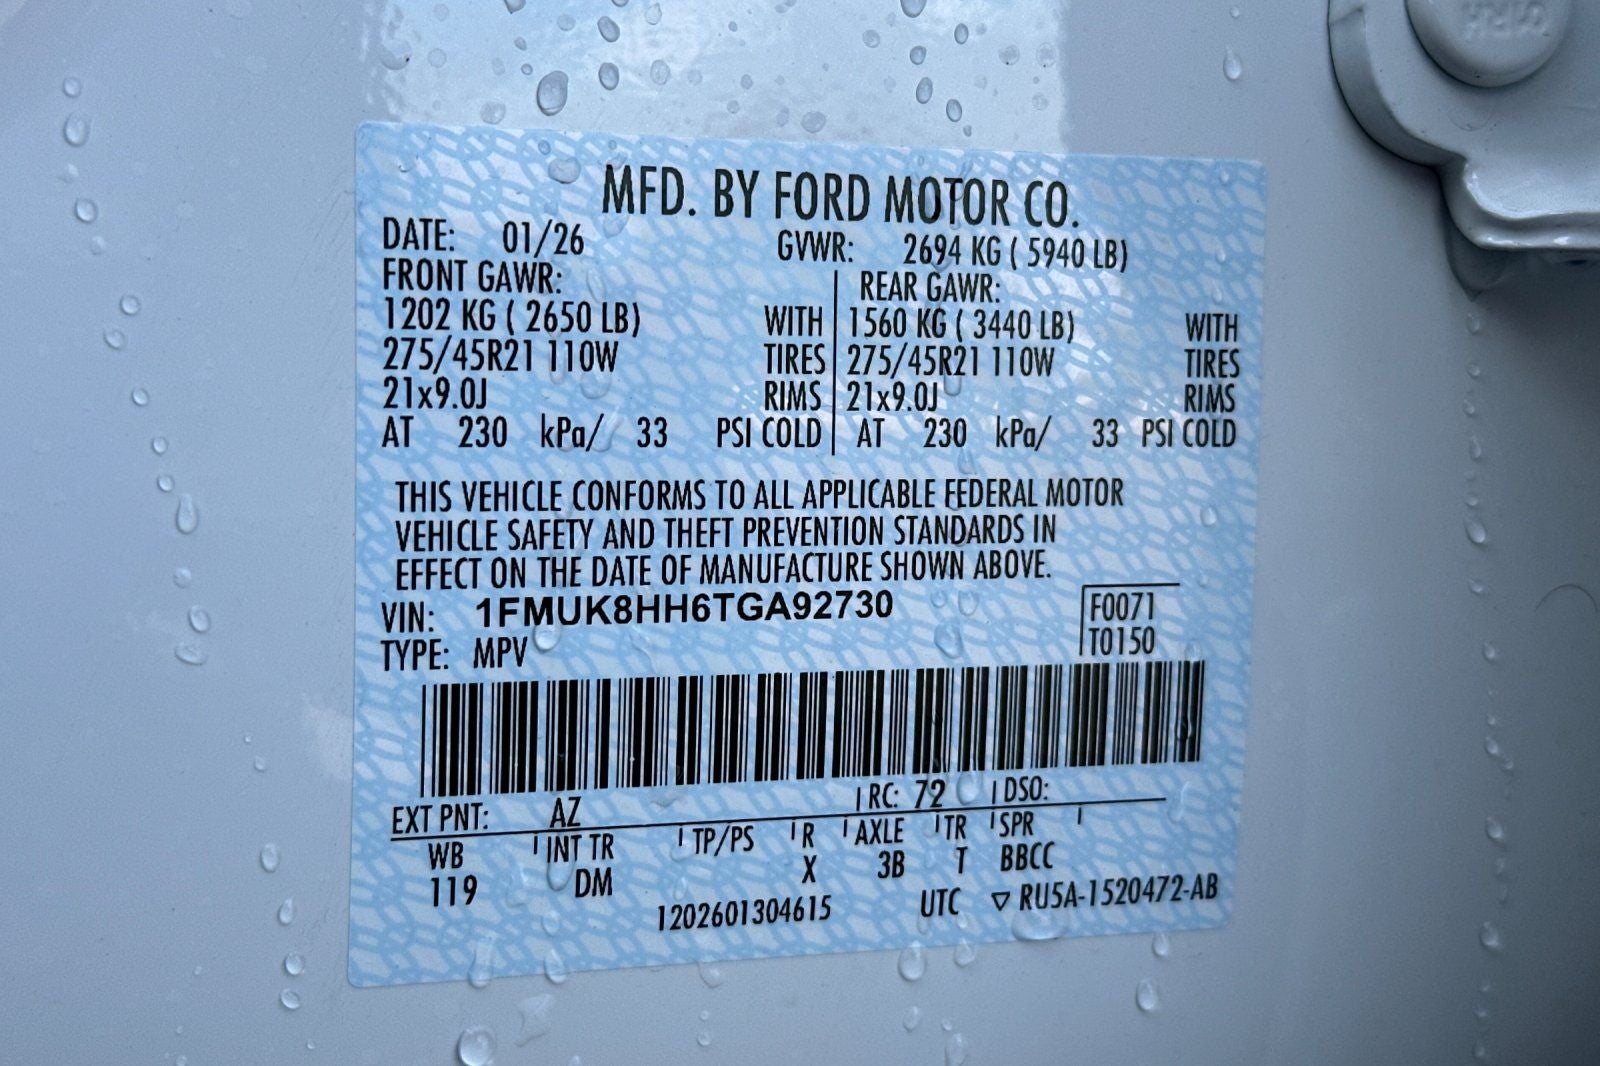 MFD. BY FORD MOTOR CO.
DATE: 01/26 GVWR: 2694 KG ( 5940 LB)
FRONT GAWR: REAR GAWR:
1202 KG ( 2650 LB) WITH 1560 KG ( 3440 LB) WITH
275/45R21 110W TIRES 275/45R21 110W TIRES
21x9.0J RIMS 21x9.0J RIMS
AT 230 kPa/ 33 PSI COLD AT 230 kPa/ 33 PSI COLD
THIS VEHICLE CONFORMS TO ALL APPLICABLE FEDERAL MOTOR
VEHICLE SAFETY AND THEFT PREVENTION STANDARDS IN
EFFECT ON THE DATE OF MANUFACTURE SHOWN ABOVE.
VIN: 1FMUK8HH6TGA92730 F0071
TYPE: MPV T0150
EXT PNT: AZ RC: 72 DSO:
WB INT TR TP/PS R AXLE TR SPR
119 DM X 3B T BBCC
1202601304615 UTC ▽ RU5A-1520472-AB